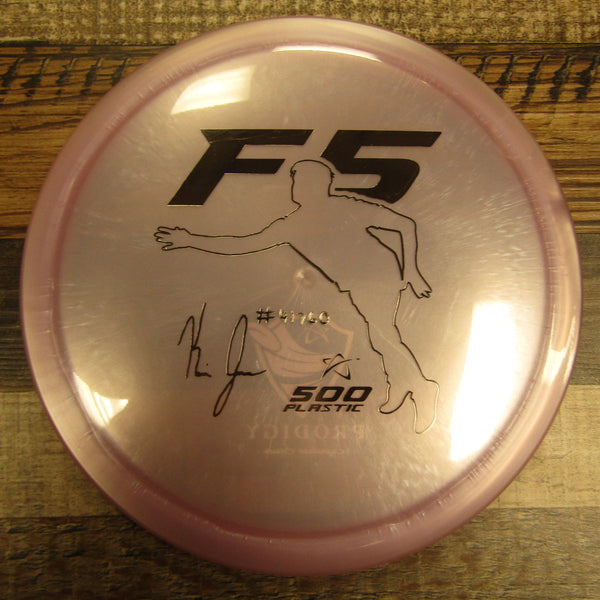 F5
#41760
500
PLASTIC
PRODIGY